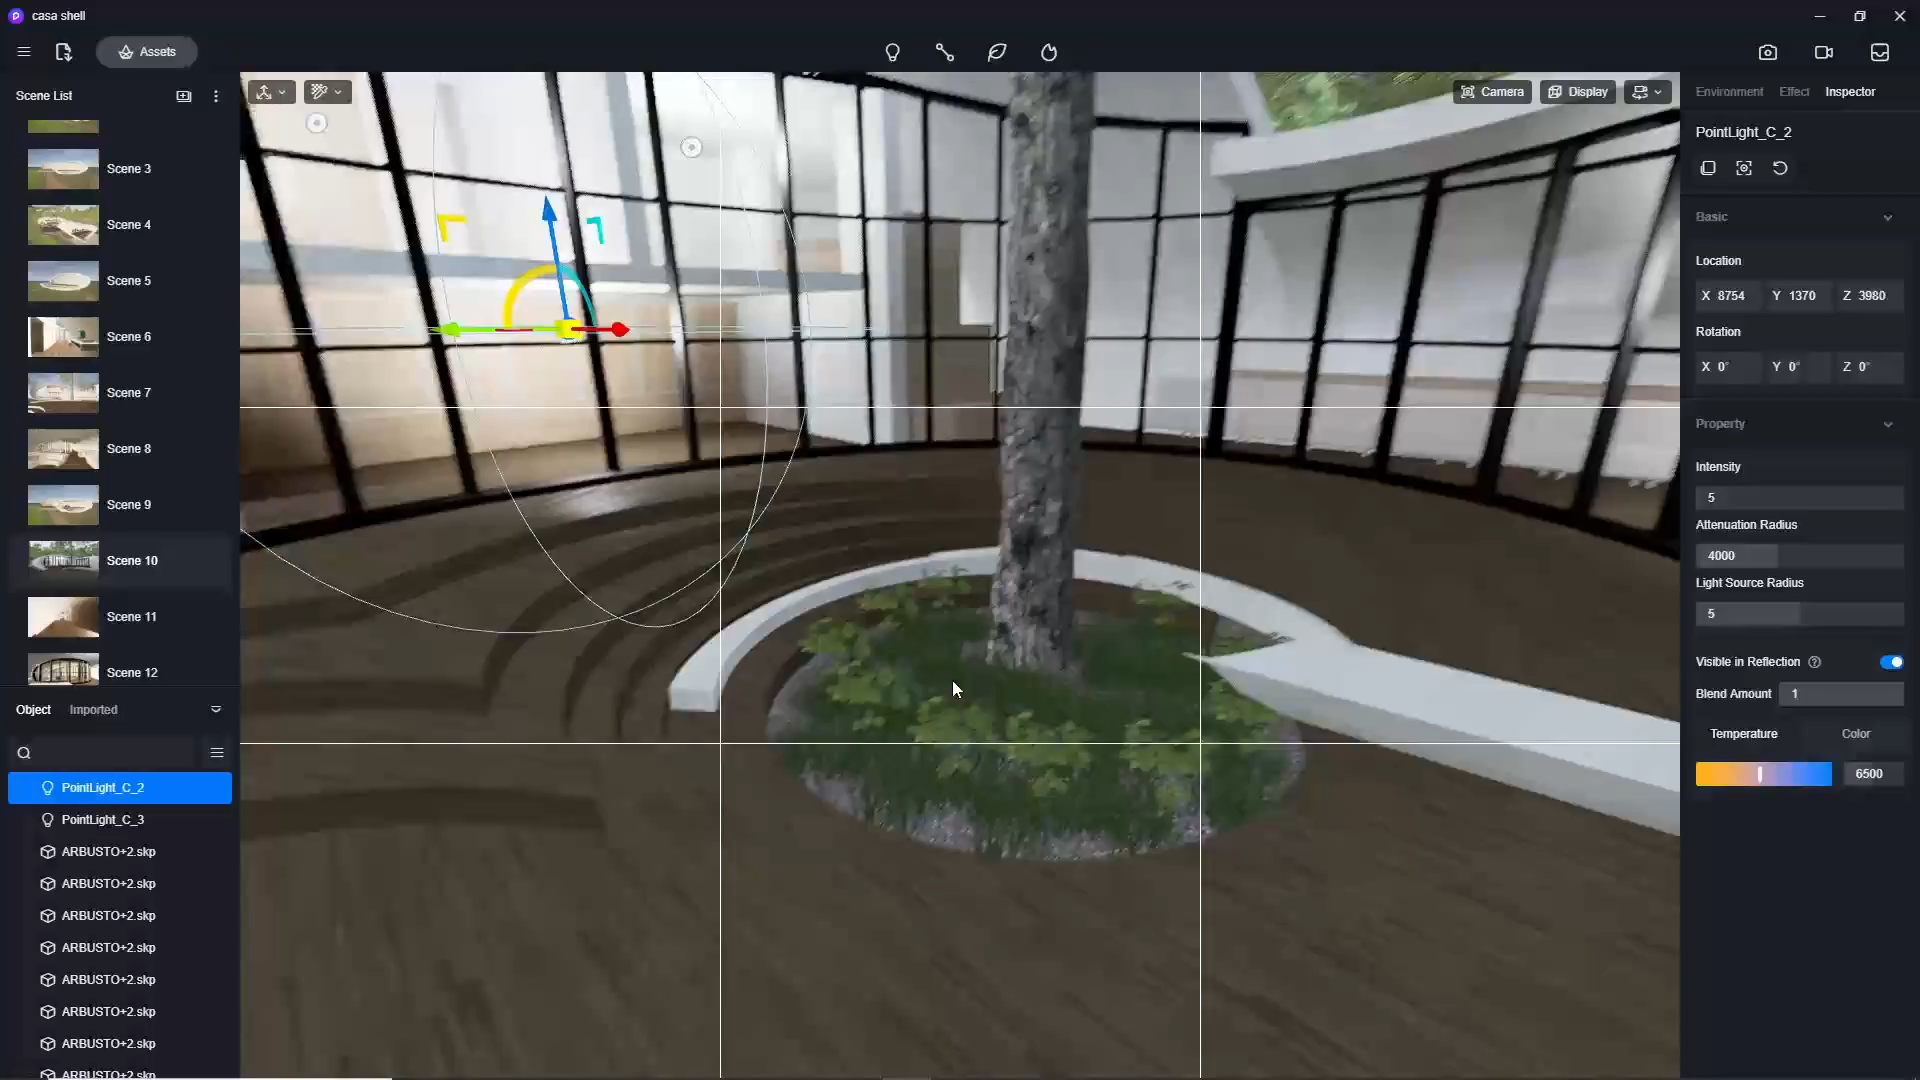 casa shell
Assets
Scene List
Scene 3
Scene 4
Scene 5
Scene 6
Scene 7
Scene 8
Scene 9
Scene 10
Scene 11
Scene 12
Object Imported
PointLight_C_2
PointLight_C_3
ARBUSTO+2.skp
ARBUSTO+2.skp
ARBUSTO+2.skp
ARBUSTO+2.skp
ARBUSTO+2.skp
ARBUSTO+2.skp
ARBUSTO+2.skp
ARBUSTO+2.skp
Camera Display
Environment Effect Inspector
PointLight_C_2
Basic
Location
X 8754 Y 1370 Z 3980
Rotation
X 0° Y 0° Z 0°
Property
Intensity
5
Attenuation Radius
4000
Light Source Radius
5
Visible in Reflection ?
Blend Amount 1
Temperature Color
6500